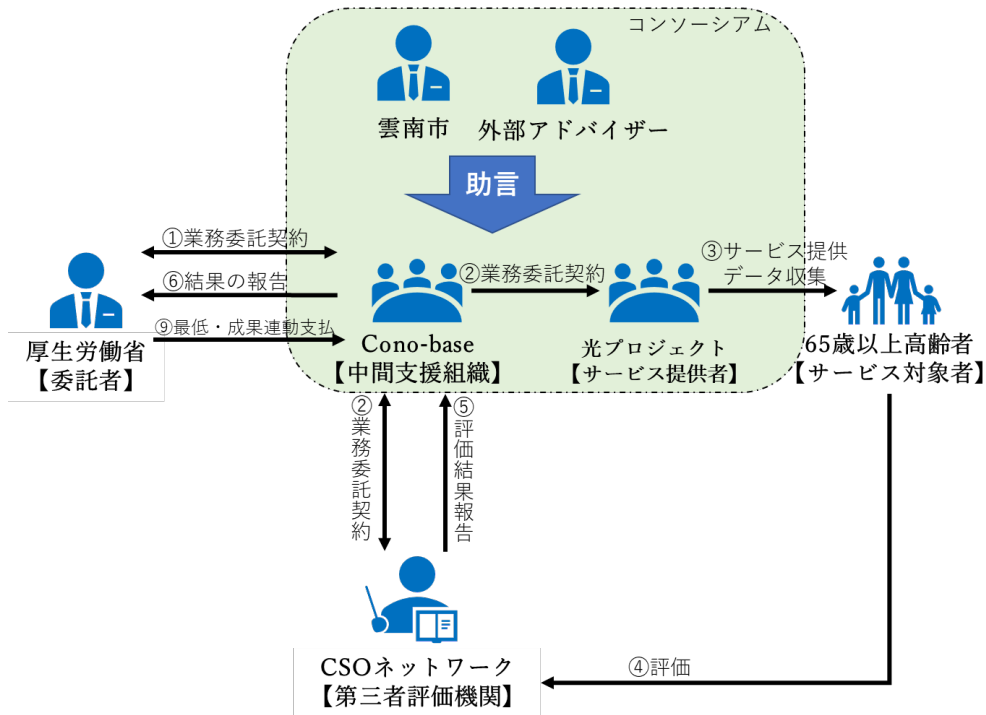 コンソーシアム
雲南市
外部アドバイザー
助言
①業務委託契約
⑥結果の報告
⑨最低・成果連動支払
厚生労働省
【委託者】
Cono-base
【中間支援組織】
②業務委託契約
光プロジェクト
【サービス提供者】
③サービス提供
データ収集
65歳以上高齢者
【サービス対象者】
②業務委託契約
⑤評価結果報告
CSOネットワーク
【第三者評価機関】
④評価